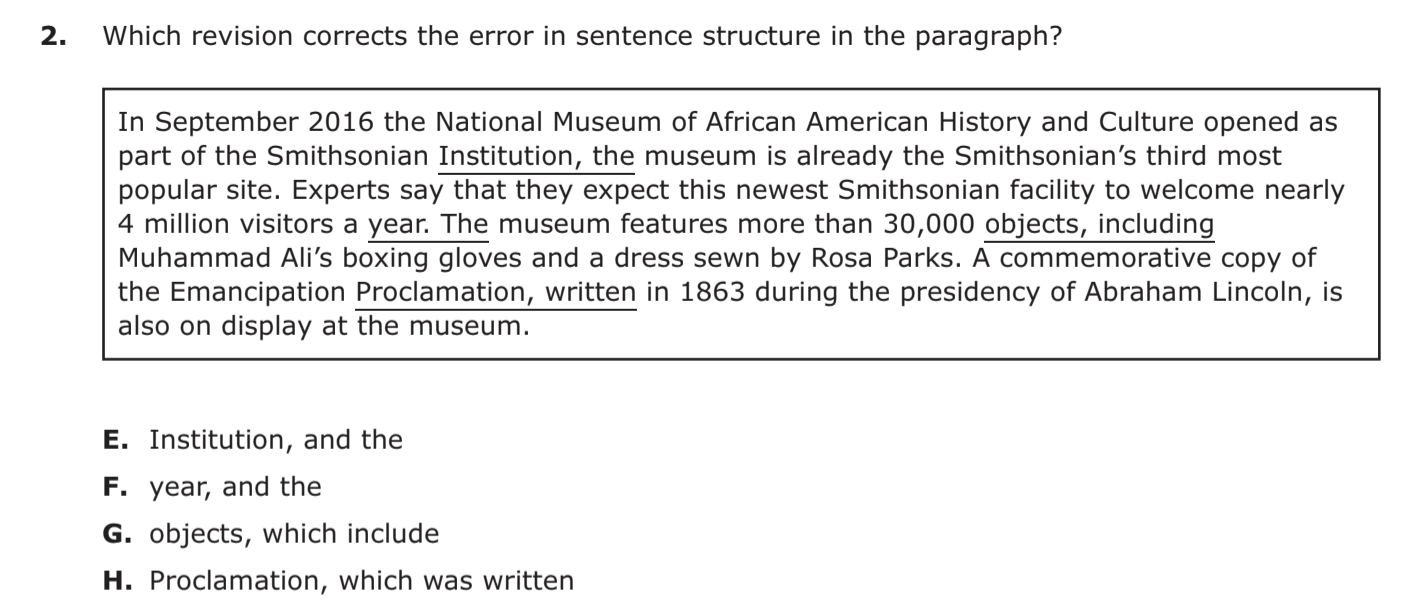 2. Which revision corrects the error in sentence structure in the paragraph?
In September 2016 the National Museum of African American History and Culture opened as
part of the Smithsonian Institution, the museum is already the Smithsonian’s third most
popular site. Experts say that they expect this newest Smithsonian facility to welcome nearly
4 million visitors a year. The museum features more than 30,000 objects, including
Muhammad Ali’s boxing gloves and a dress sewn by Rosa Parks. A commemorative copy of
the Emancipation Proclamation, written in 1863 during the presidency of Abraham Lincoln, is
also on display at the museum.
E. Institution, and the
F. year, and the
G. objects, which include
H. Proclamation, which was written